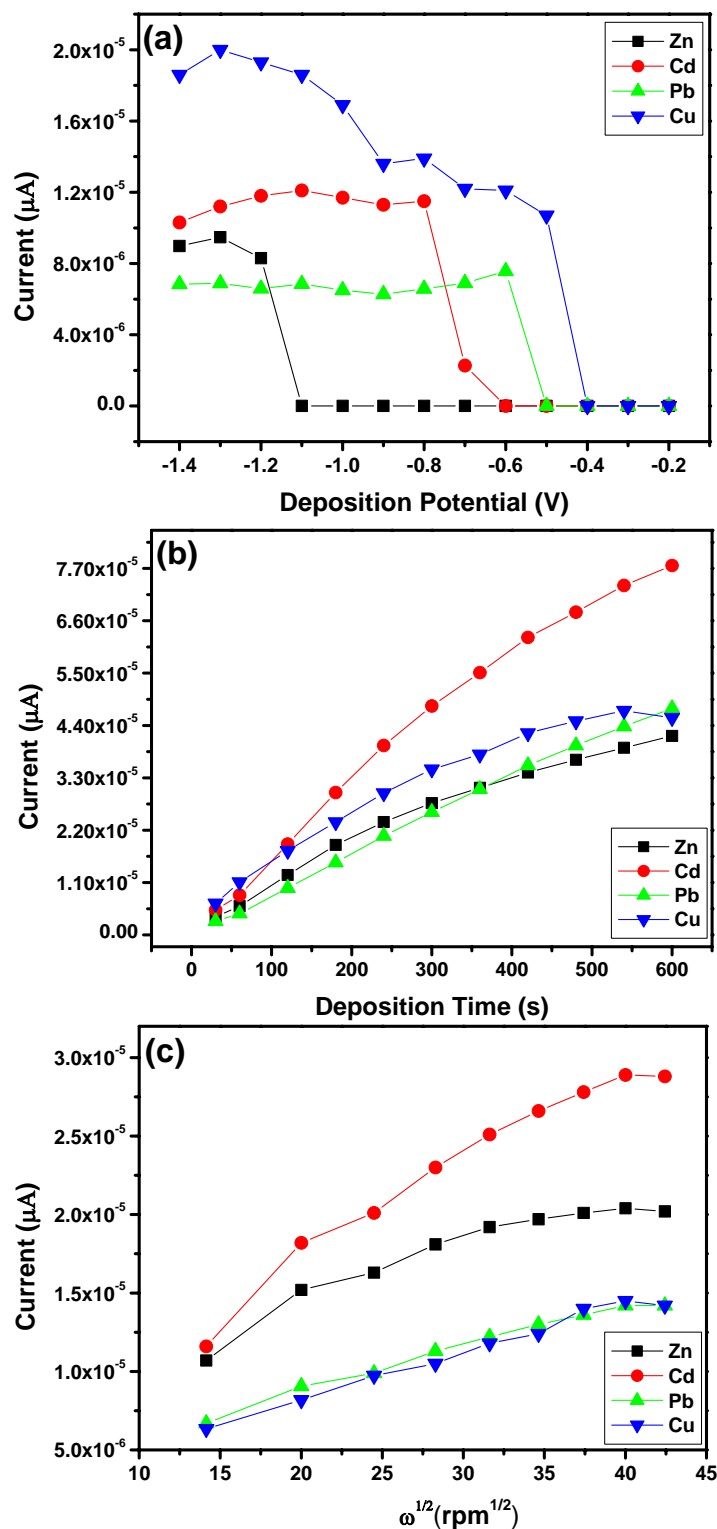 (a)
Zn
Cd
Pb
Cu
2.0x10⁻⁵
1.6x10⁻⁵
1.2x10⁻⁵
8.0x10⁻⁶
4.0x10⁻⁶
0.0
Current (μA)
-1.4 -1.2 -1.0 -0.8 -0.6 -0.4 -0.2
Deposition Potential (V)
(b)
7.70x10⁻⁵
6.60x10⁻⁵
5.50x10⁻⁵
4.40x10⁻⁵
3.30x10⁻⁵
2.20x10⁻⁵
1.10x10⁻⁵
0.00
Current (μA)
Zn
Cd
Pb
Cu
0 100 200 300 400 500 600
Deposition Time (s)
(c)
3.0x10⁻⁵
2.5x10⁻⁵
2.0x10⁻⁵
1.5x10⁻⁵
1.0x10⁻⁵
5.0x10⁻⁶
Current (μA)
Zn
Cd
Pb
Cu
10 15 20 25 30 35 40 45
ω^1/2(rpm^1/2)